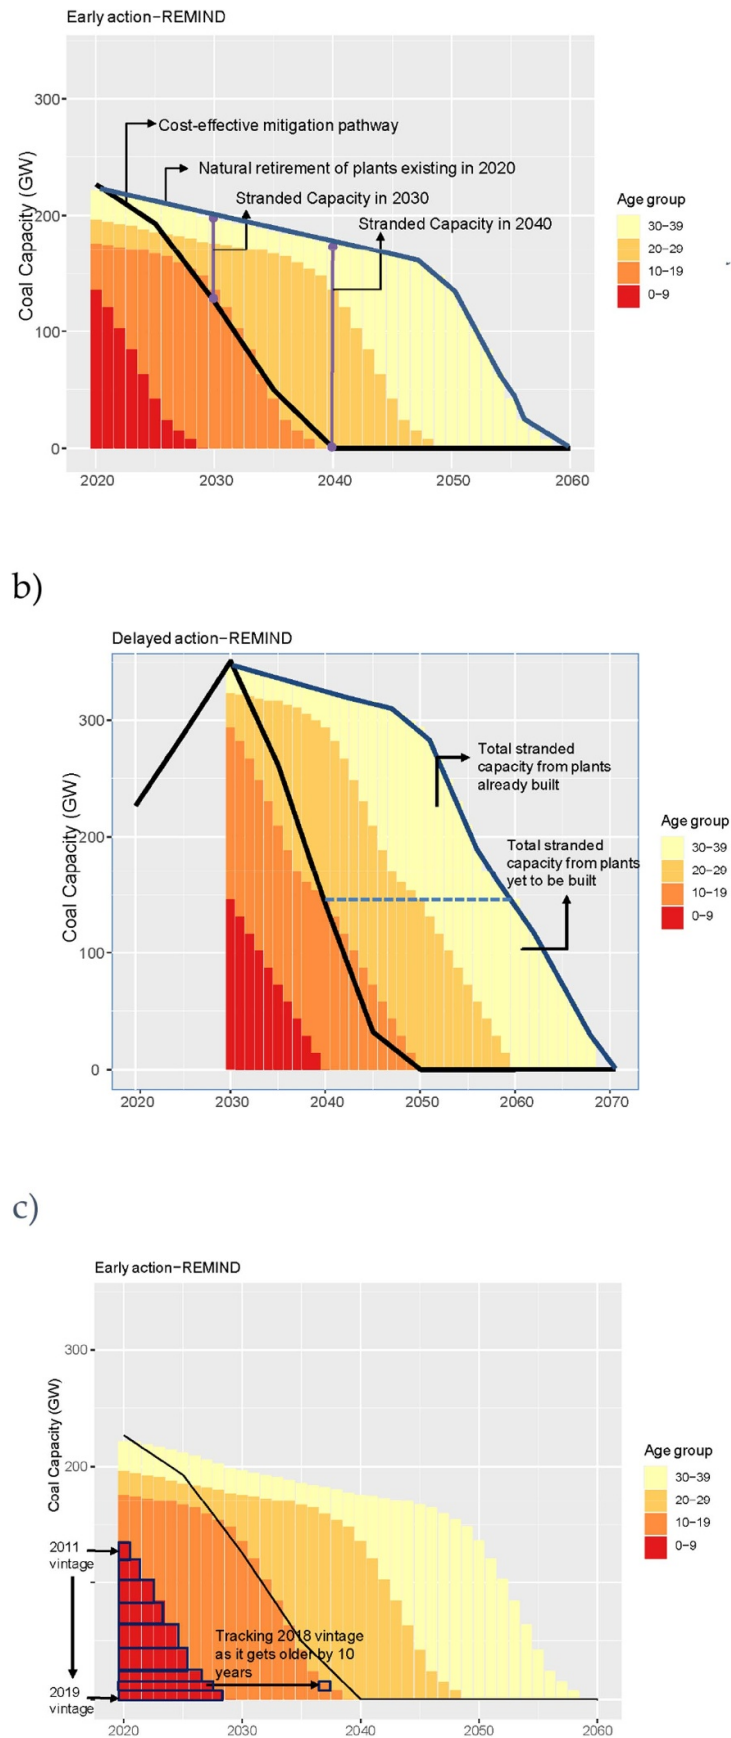 Early action−REMIND
300
Cost-effective mitigation pathway
Natural retirement of plants existing in 2020
Stranded Capacity in 2030
200
Stranded Capacity in 2040
Coal Capacity (GW)
100
0
2020 2030 2040 2050 2060
Age group
30−39
20−29
10−19
0−9
b)
Delayed action−REMIND
300
Total stranded
capacity from plants
already built
200
Total stranded
capacity from plants
yet to be built
Coal Capacity (GW)
100
0
2020 2030 2040 2050 2060 2070
Age group
30−39
20−29
10−19
0−9
c)
Early action−REMIND
300
200
Coal Capacity (GW)
2011
vintage
Tracking 2018 vintage
as it gets older by 10
years
2019
vintage
2020 2030 2040 2050 2060
Age group
30−39
20−29
10−19
0−9